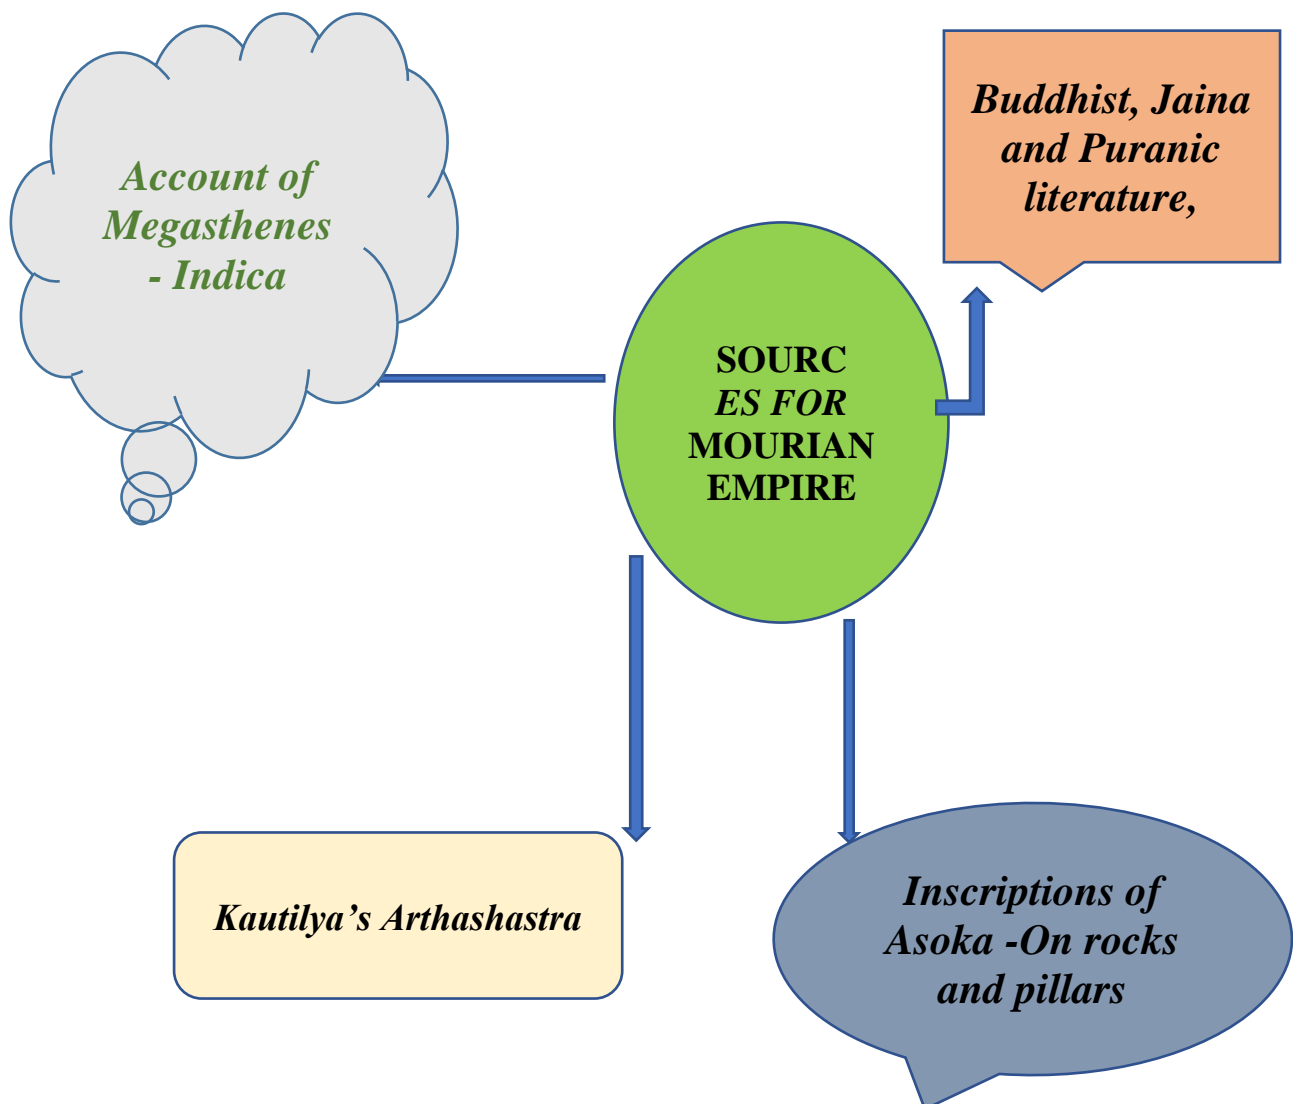 Account of
Megasthenes
- Indica
Buddhist, Jaina
and Puranic
literature,
SOURC
ES FOR
MOURIAN
EMPIRE
Kautilya’s Arthashastra
Inscriptions of
Asoka -On rocks
and pillars